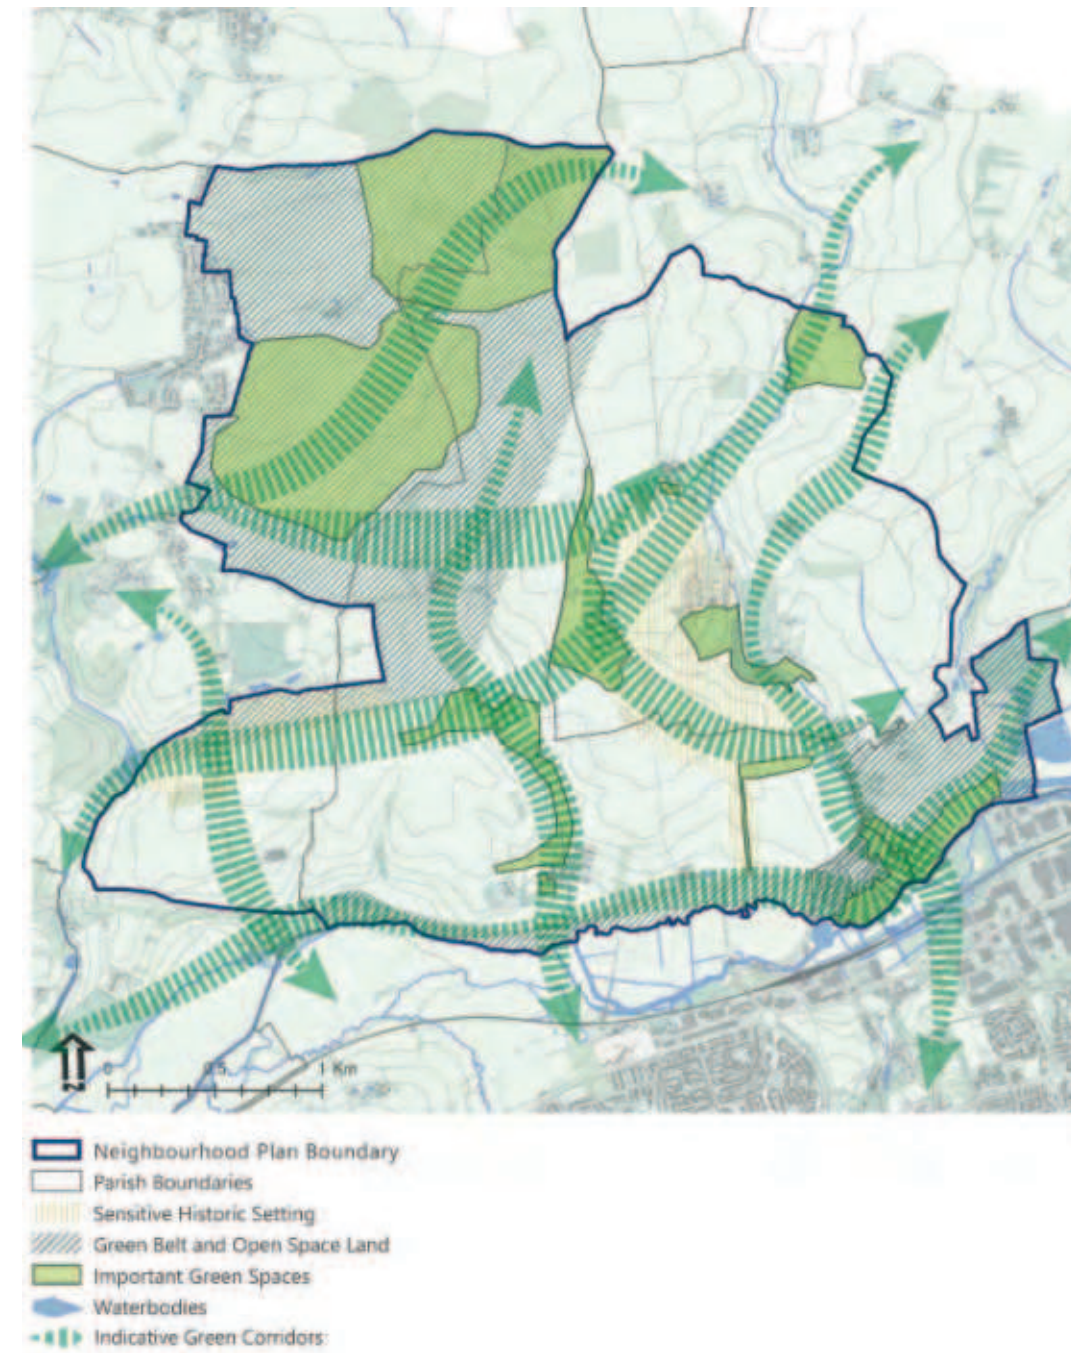 N
0 0.5 1 Km
Neighbourhood Plan Boundary
Parish Boundaries
Sensitive Historic Setting
Green Belt and Open Space Land
Important Green Spaces
Waterbodies
Indicative Green Corridors